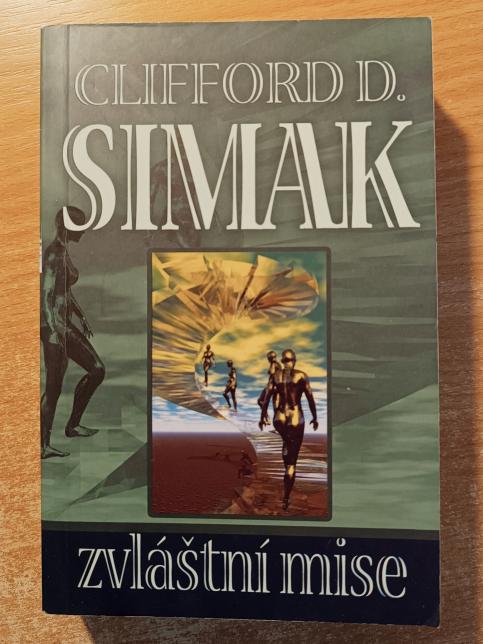 CLIFFORD D.
SIMAK
zvláštní mise